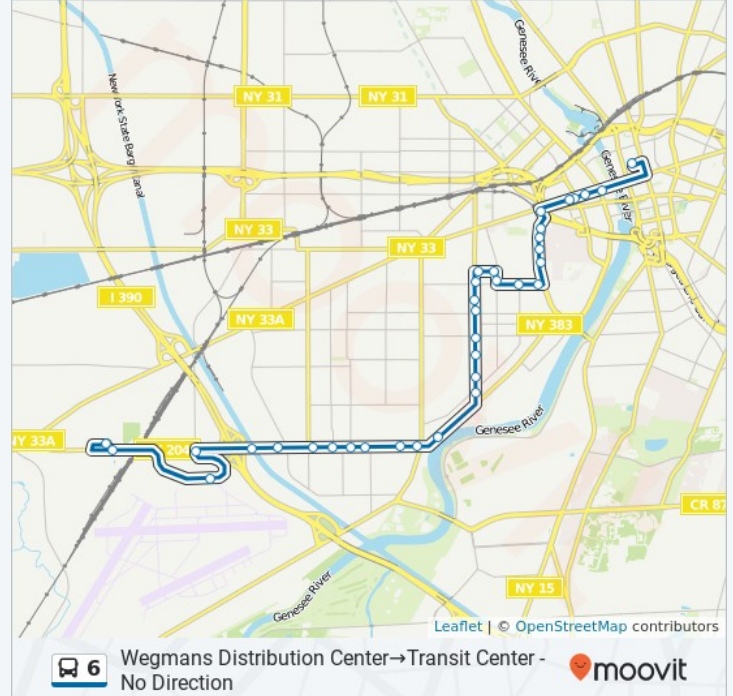 Genesee River
New York State Barge Canal
NY 31
NY 31
Genesee River
NY 33
NY 33
I 390
NY 33A
NY 383
Genesee River
NY 33A
204
CR 87
NY 15
Genesee River
Leaflet | © OpenStreetMap contributors
6
Wegmans Distribution Center→Transit Center -
No Direction
moovit